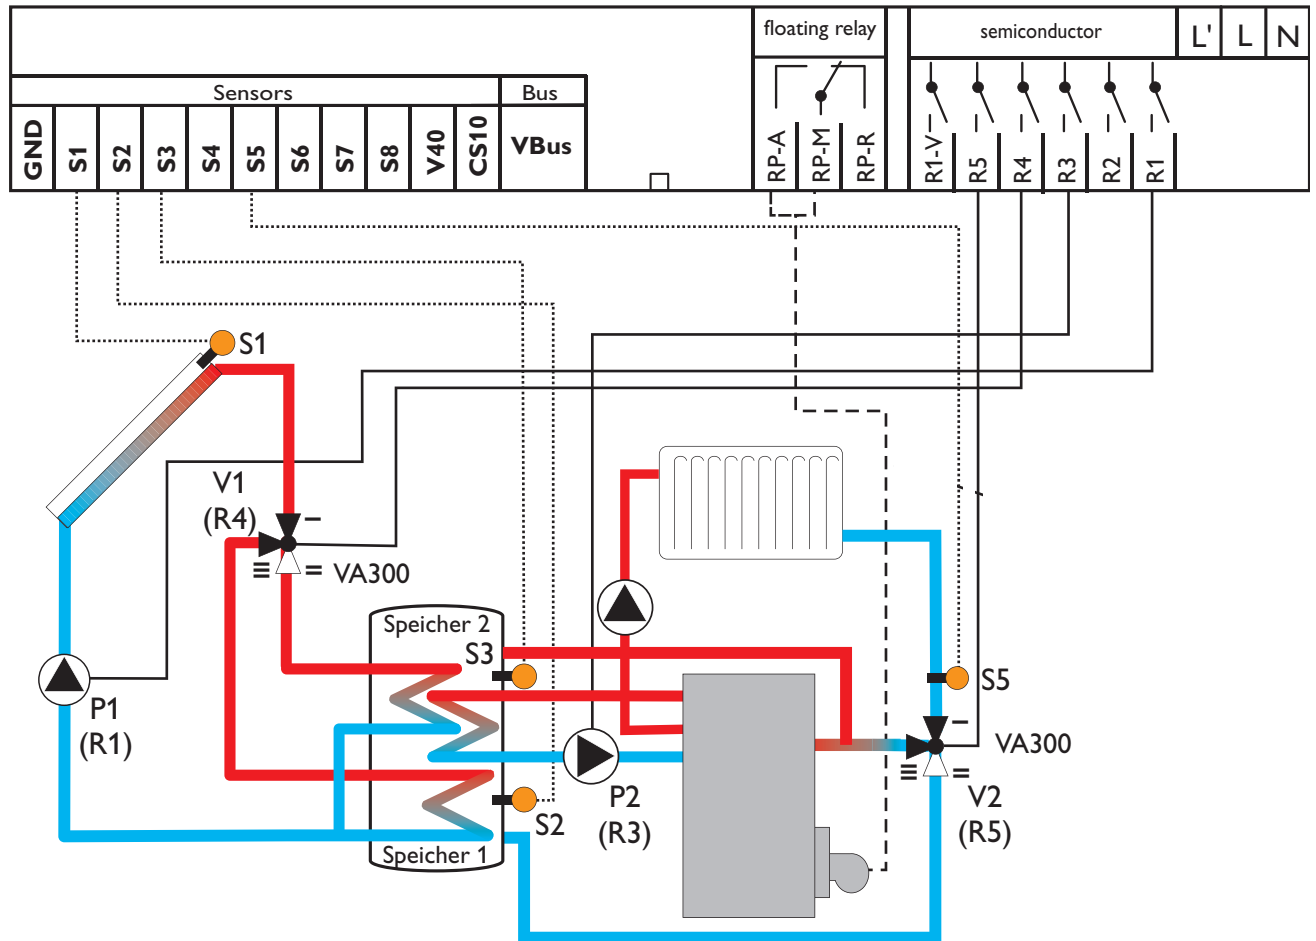 floating relay
semiconductor
L'
L
N
Sensors
Bus
GND
S1
S2
S3
S4
S5
S6
S7
S8
V40
CS10
VBus
RP-A
RP-M
RP-R
R1-V
R5
R4
R3
R2
R1
S1
V1
(R4)
VA300
Speicher 2
S3
S5
P1
(R1)
VA300
P2
(R3)
V2
(R5)
S2
Speicher 1